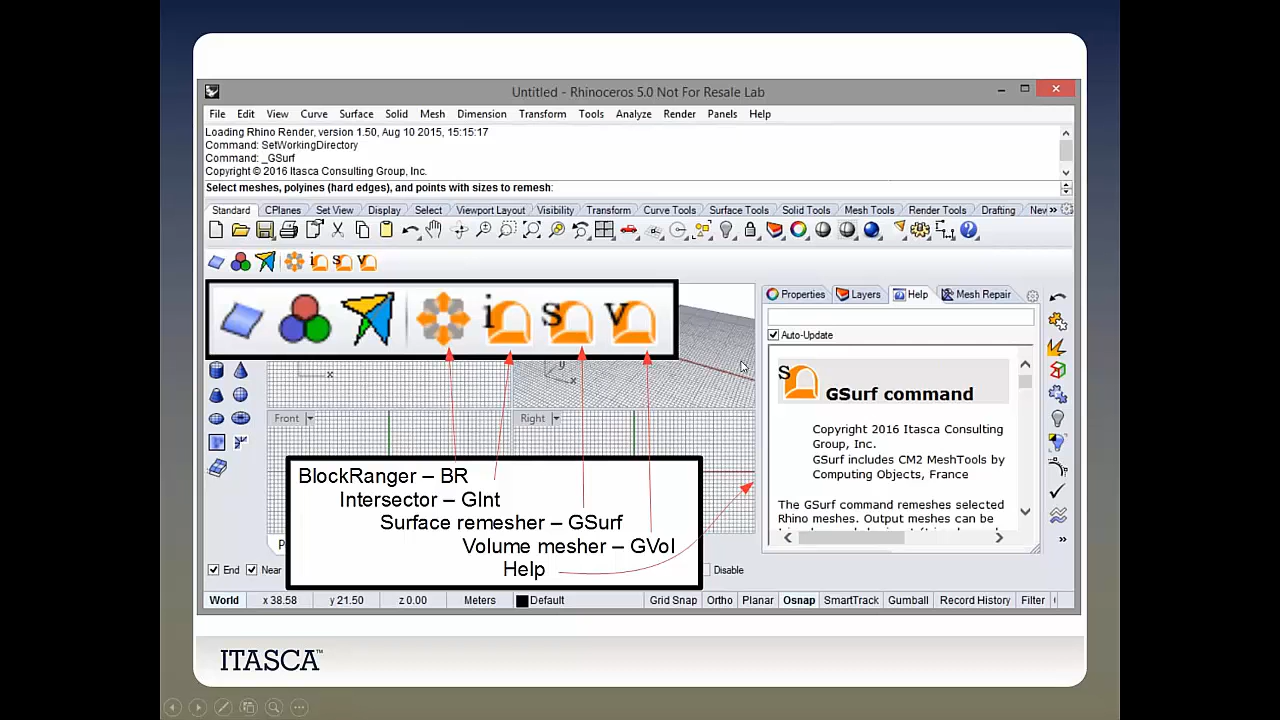 Untitled - Rhinoceros 5.0 Not For Resale Lab
File Edit View Curve Surface Solid Mesh Dimension Transform Tools Analyze Render Panels Help
Loading Rhino Render, version 1.50, Aug 10 2015, 15:15:17
Command: SetWorkingDirectory
Command: _GSurf
Copyright © 2016 Itasca Consulting Group, Inc.
Select meshes, polyines (hard edges), and points with sizes to remesh:
Standard CPlanes Set View Display Select Viewport Layout Visibility Transform Curve Tools Surface Tools Solid Tools Mesh Tools Render Tools Drafting New
i s v
i s v
Properties Layers Help Mesh Repair
Auto-Update
x
y
x
s
GSurf command
Front
Right
Copyright 2016 Itasca Consulting
Group, Inc.
GSurf includes CM2 MeshTools by
Computing Objects, France
The GSurf command remeshes selected
Rhino meshes. Output meshes can be
BlockRanger – BR
Intersector – GInt
Surface remesher – GSurf
Volume mesher – GVol
Help
End Near Disable
World x 38.58 y 21.50 z 0.00 Meters Default Grid Snap Ortho Planar Osnap SmartTrack Gumball Record History Filter
ITASCA™